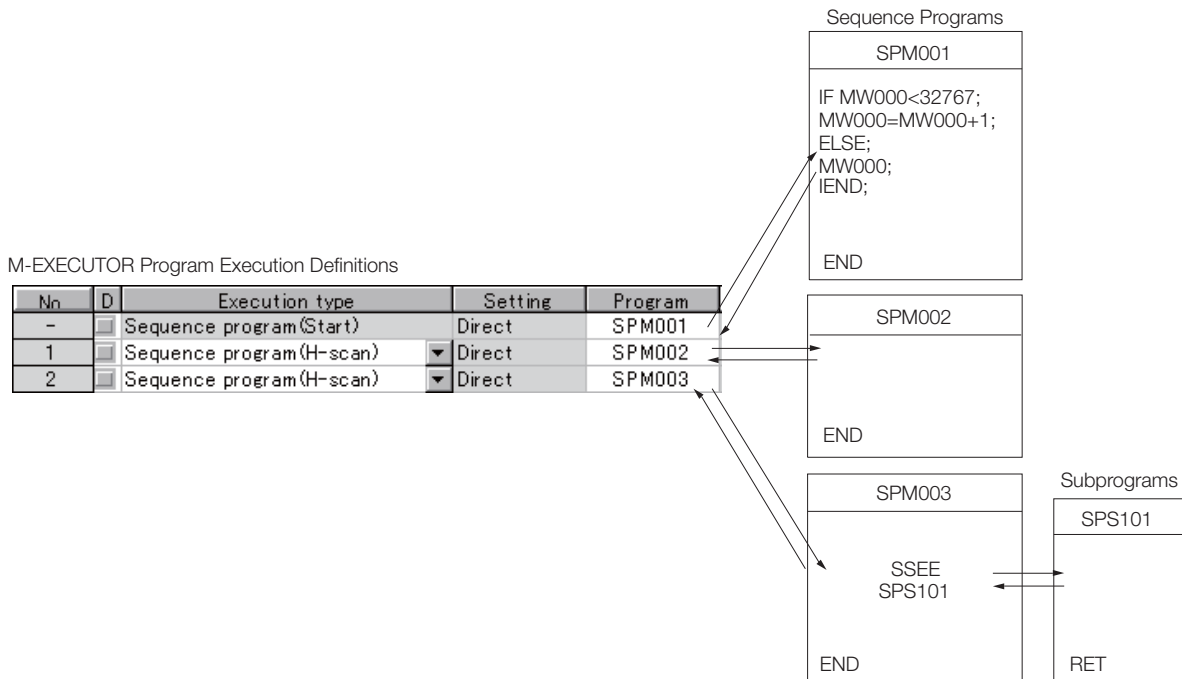 Sequence Programs
SPM001
IF MW000<32767;
MW000=MW000+1;
ELSE;
MW000;
IEND;
END
M-EXECUTOR Program Execution Definitions
No D Execution type Setting Program
- Sequence program(Start) Direct SPM001
1 Sequence program(H-scan) Direct SPM002
2 Sequence program(H-scan) Direct SPM003
SPM002
END
SPM003
SSEE
SPS101
END
Subprograms
SPS101
RET